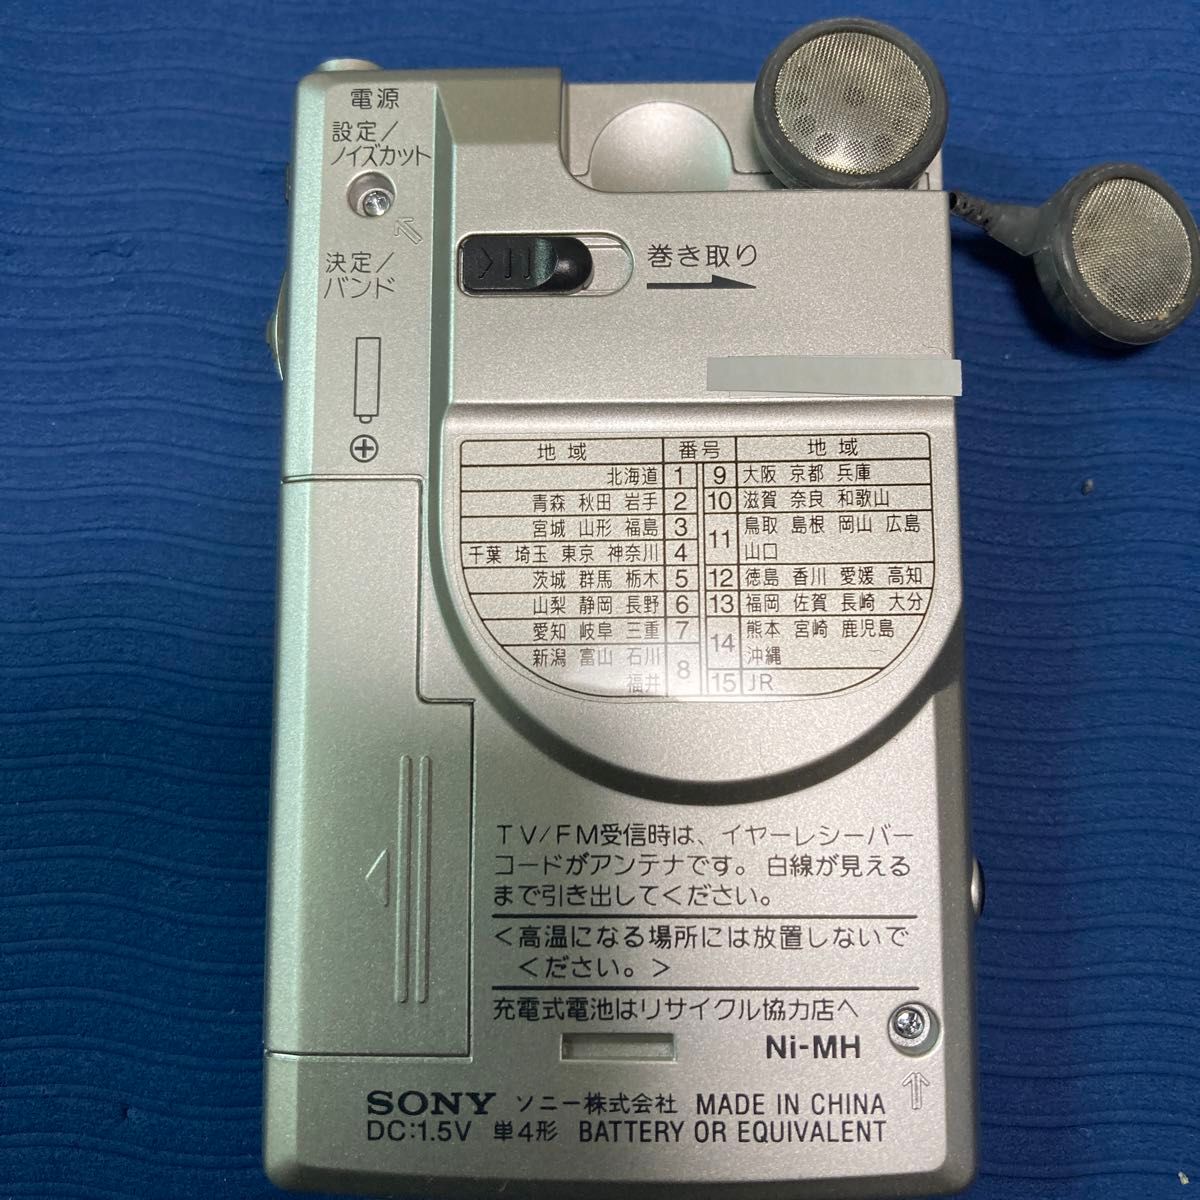 電源
設定/
ノイズカット
決定/
バンド
巻き取り
地域 番号 地域
北海道 1 9 大阪 京都 兵庫
青森 秋田 岩手 2 10 滋賀 奈良 和歌山
宮城 山形 福島 3 11 鳥取 島根 岡山 広島
千葉 埼玉 東京 神奈川 4 山口
茨城 群馬 栃木 5 12 徳島 香川 愛媛 高知
山梨 静岡 長野 6 13 福岡 佐賀 長崎 大分
愛知 岐阜 三重 7 14 熊本 宮崎 鹿児島
新潟 富山 石川 8 沖縄
福井 15 JR
TV/FM受信時は、イヤーレシーバー
コードがアンテナです。白線が見える
まで引き出してください。
<高温になる場所には放置しないで
ください。>
充電式電池はリサイクル協力店へ
Ni-MH
SONY ソニー株式会社 MADE IN CHINA
DC:1.5V 単4形 BATTERY OR EQUIVALENT